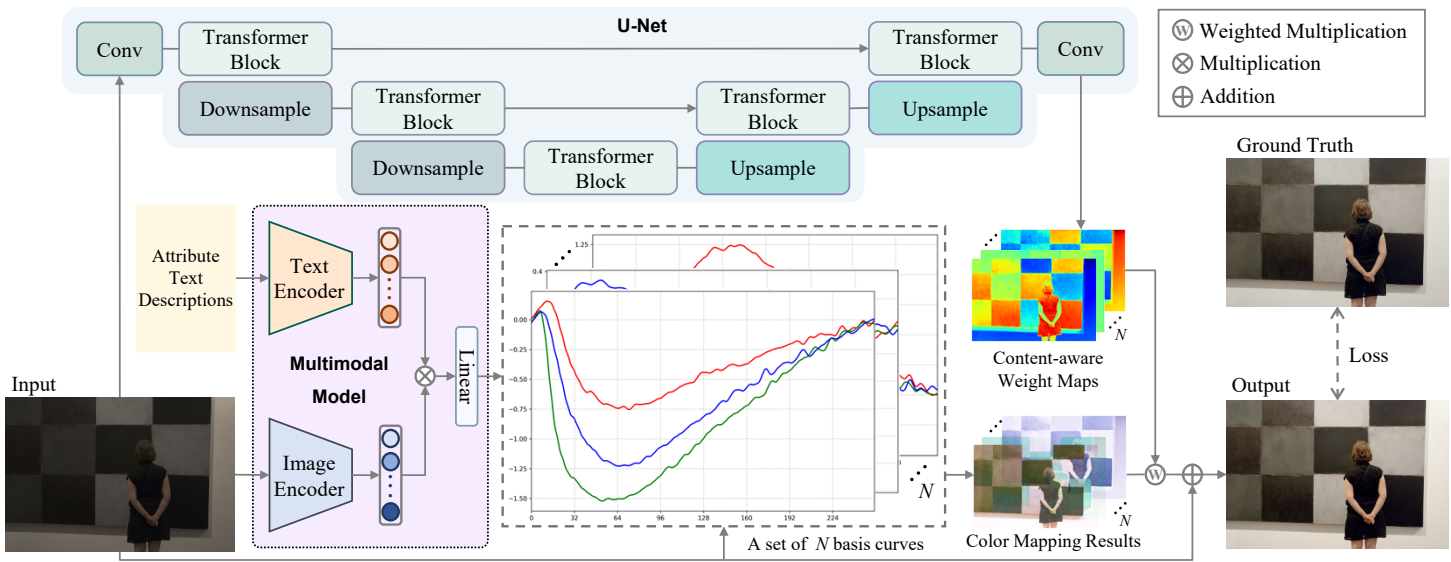 U-Net
Conv
Transformer
Block
Transformer
Block
Conv
Downsample
Transformer
Block
Transformer
Block
Upsample
Downsample
Transformer
Block
Upsample
W Weighted Multiplication
Multiplication
Addition
Ground Truth
Attribute
Text
Descriptions
Text
Encoder
Multimodal
Model
Linear
Image
Encoder
Input
1.25
0.4
0.00
−0.25
−0.50
−0.75
−1.00
−1.25
−1.50
0
32
64
96
128
160
192
224
N
A set of N basis curves
N
Content-aware
Weight Maps
N
Color Mapping Results
W
Loss
Output